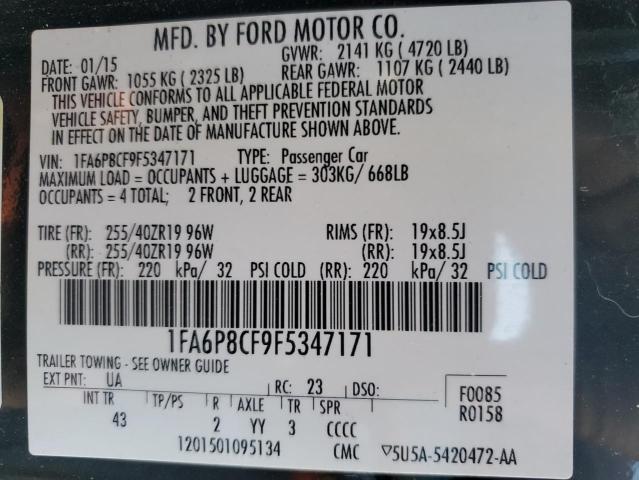 MFD. BY FORD MOTOR CO.
DATE: 01/15 GVWR: 2141 KG ( 4720 LB)
FRONT GAWR: 1055 KG ( 2325 LB) REAR GAWR: 1107 KG ( 2440 LB)
THIS VEHICLE CONFORMS TO ALL APPLICABLE FEDERAL MOTOR
VEHICLE SAFETY, BUMPER, AND THEFT PREVENTION STANDARDS
IN EFFECT ON THE DATE OF MANUFACTURE SHOWN ABOVE.
VIN: 1FA6P8CF9F5347171 TYPE: Passenger Car
MAXIMUM LOAD = OCCUPANTS + LUGGAGE = 303KG/ 668LB
OCCUPANTS = 4 TOTAL; 2 FRONT, 2 REAR
TIRE (FR): 255/40ZR19 96W RIMS (FR): 19x8.5J
(RR): 255/40ZR19 96W (RR): 19x8.5J
PRESSURE (FR): 220 kPa/ 32 PSI COLD (RR): 220 kPa/ 32 PSI COLD
1FA6P8CF9F5347171
TRAILER TOWING - SEE OWNER GUIDE
EXT PNT: UA RC: 23 DSO: F0085
INT TR TP/PS R AXLE TR SPR R0158
43 2 YY 3 CCCC
1201501095134 CMC ▽5U5A-5420472-AA